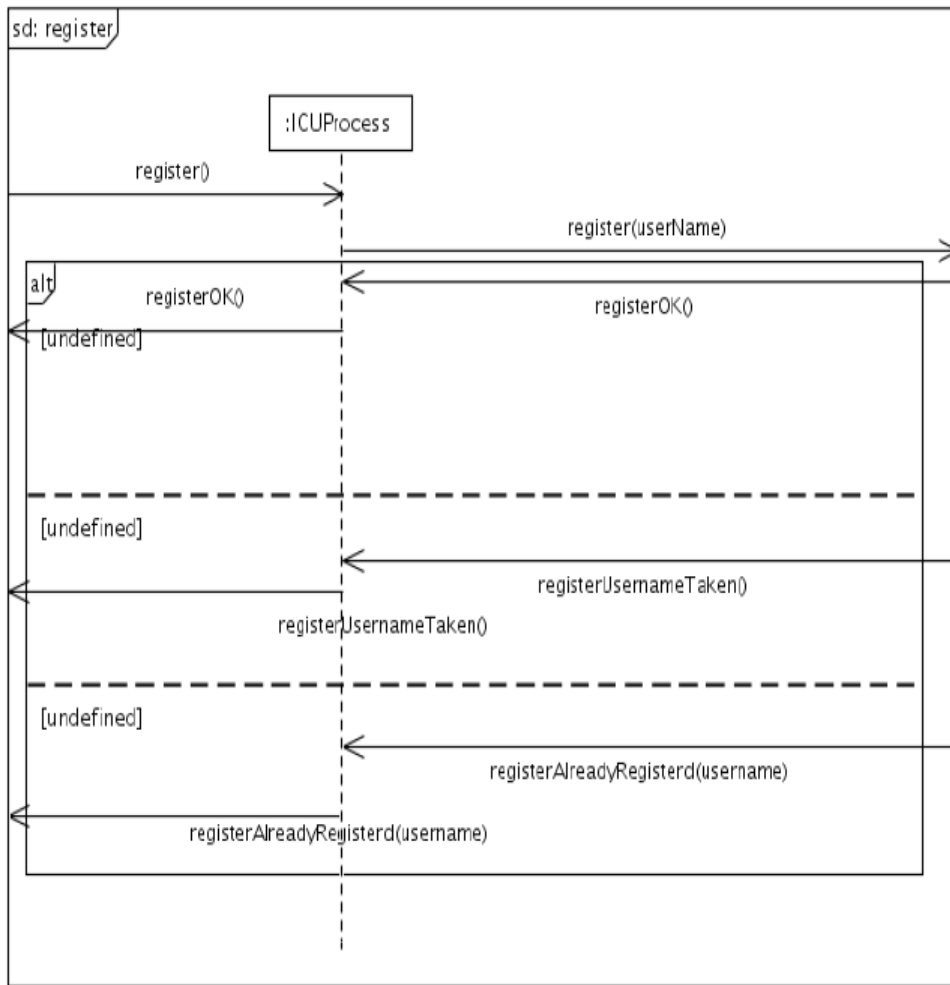 sd: register
:ICUProcess
register()
register(userName)
alt
registerOK()
registerOK()
[undefined]
[undefined]
registerUsernameTaken()
registerUsernameTaken()
[undefined]
registerAlreadyRegisterd(username)
registerAlreadyRegisterd(username)